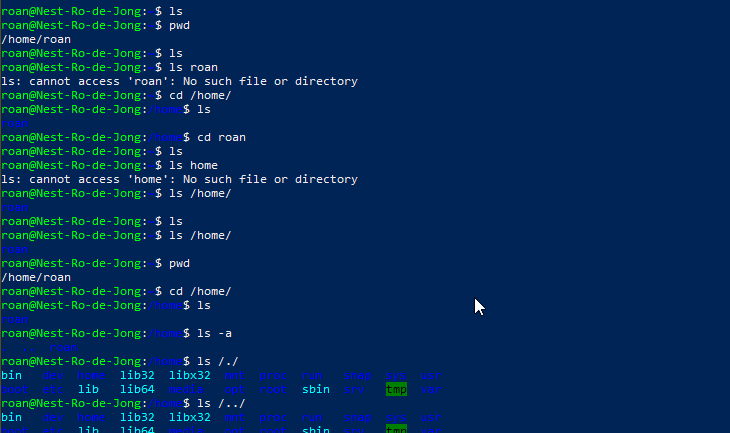 roan@Nest-Ro-de-Jong:~$ ls
roan@Nest-Ro-de-Jong:~$ pwd
/home/roan
roan@Nest-Ro-de-Jong:~$ ls
roan@Nest-Ro-de-Jong:~$ ls roan
ls: cannot access 'roan': No such file or directory
roan@Nest-Ro-de-Jong:~$ cd /home/
roan@Nest-Ro-de-Jong:/home$ ls
roan
roan@Nest-Ro-de-Jong:/home$ cd roan
roan@Nest-Ro-de-Jong:~$ ls
roan@Nest-Ro-de-Jong:~$ ls home
ls: cannot access 'home': No such file or directory
roan@Nest-Ro-de-Jong:~$ ls /home/
roan
roan@Nest-Ro-de-Jong:~$ ls
roan@Nest-Ro-de-Jong:~$ ls /home/
roan
roan@Nest-Ro-de-Jong:~$ pwd
/home/roan
roan@Nest-Ro-de-Jong:~$ cd /home/
roan@Nest-Ro-de-Jong:/home$ ls
roan
roan@Nest-Ro-de-Jong:/home$ ls -a
. .. roan
roan@Nest-Ro-de-Jong:/home$ ls /./
bin dev home lib32 libx32 mnt proc run snap sys usr
boot etc lib lib64 media opt root sbin srv tmp var
roan@Nest-Ro-de-Jong:/home$ ls /../
bin dev home lib32 libx32 mnt proc run snap sys usr
boot etc lib lib64 media opt root sbin srv tmp var